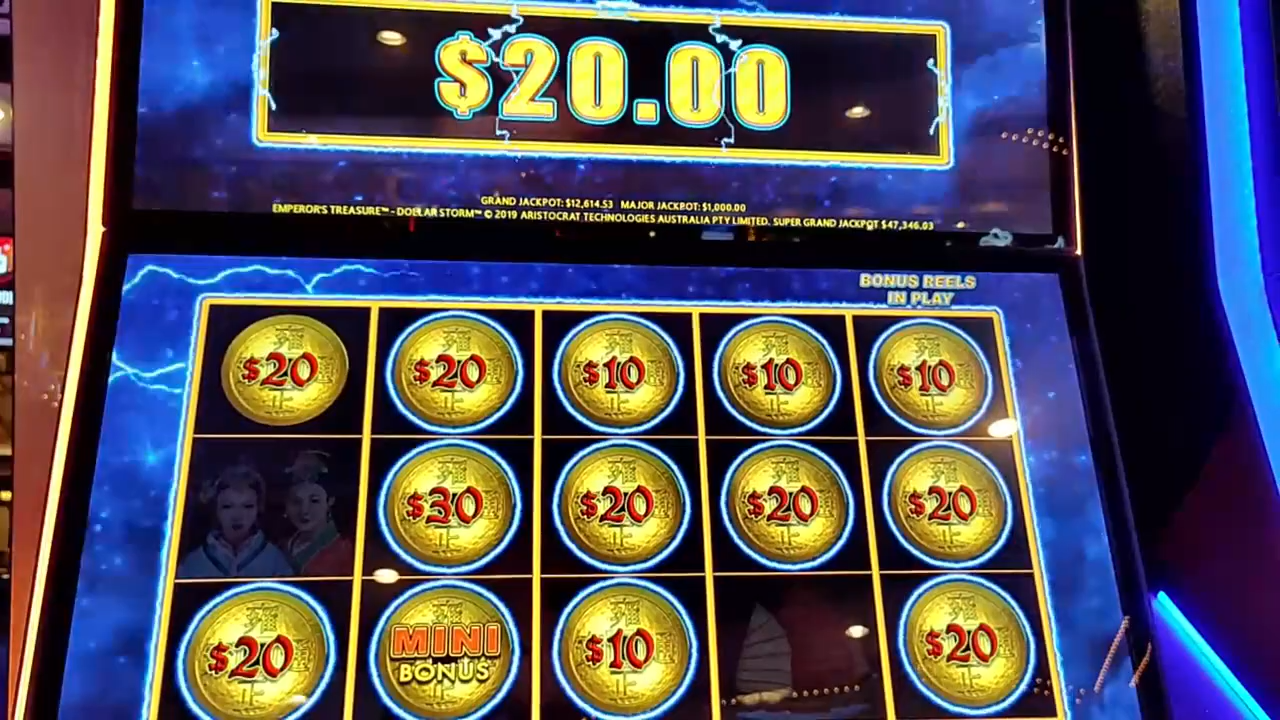 $20.00
GRAND JACKPOT: $12,614.53 MAJOR JACKPOT: $1,000.00
EMPEROR'S TREASURE™ - DOLLAR STORM™ © 2019 ARISTOCRAT TECHNOLOGIES AUSTRALIA PTY LIMITED. SUPER GRAND JACKPOT $47,346.03
BONUS REELS
IN PLAY
$20 $20 $10 $10 $10
$30 $20 $20 $20
$20 MINI BONUS $10 $20